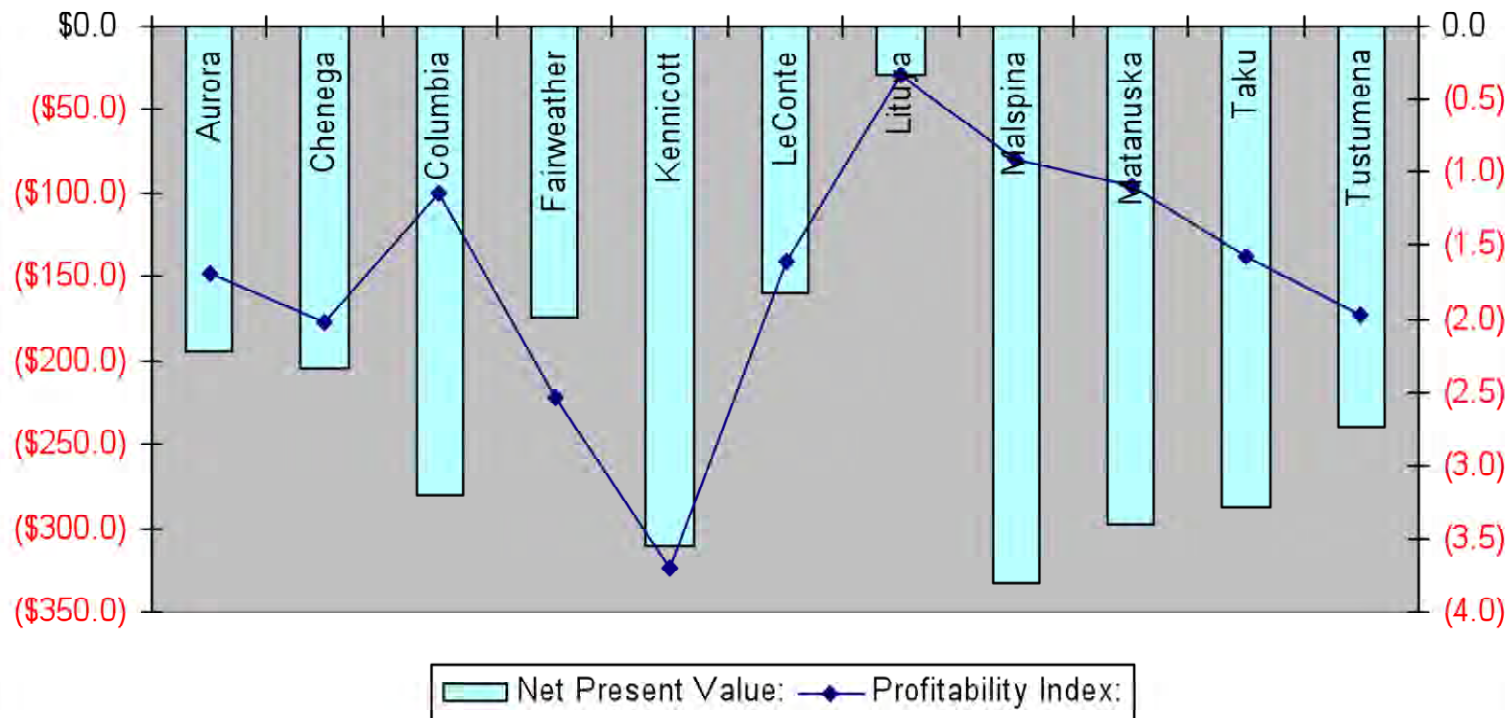 $0.0
($50.0)
($100.0)
($150.0)
($200.0)
($250.0)
($300.0)
($350.0)
Aurora
Chenega
Columbia
Fairweather
Kennicott
LeConte
Lituya
Malspina
Matanuska
Taku
Tustumena
0.0
(0.5)
(1.0)
(1.5)
(2.0)
(2.5)
(3.0)
(3.5)
(4.0)
Net Present Value: Profitability Index: